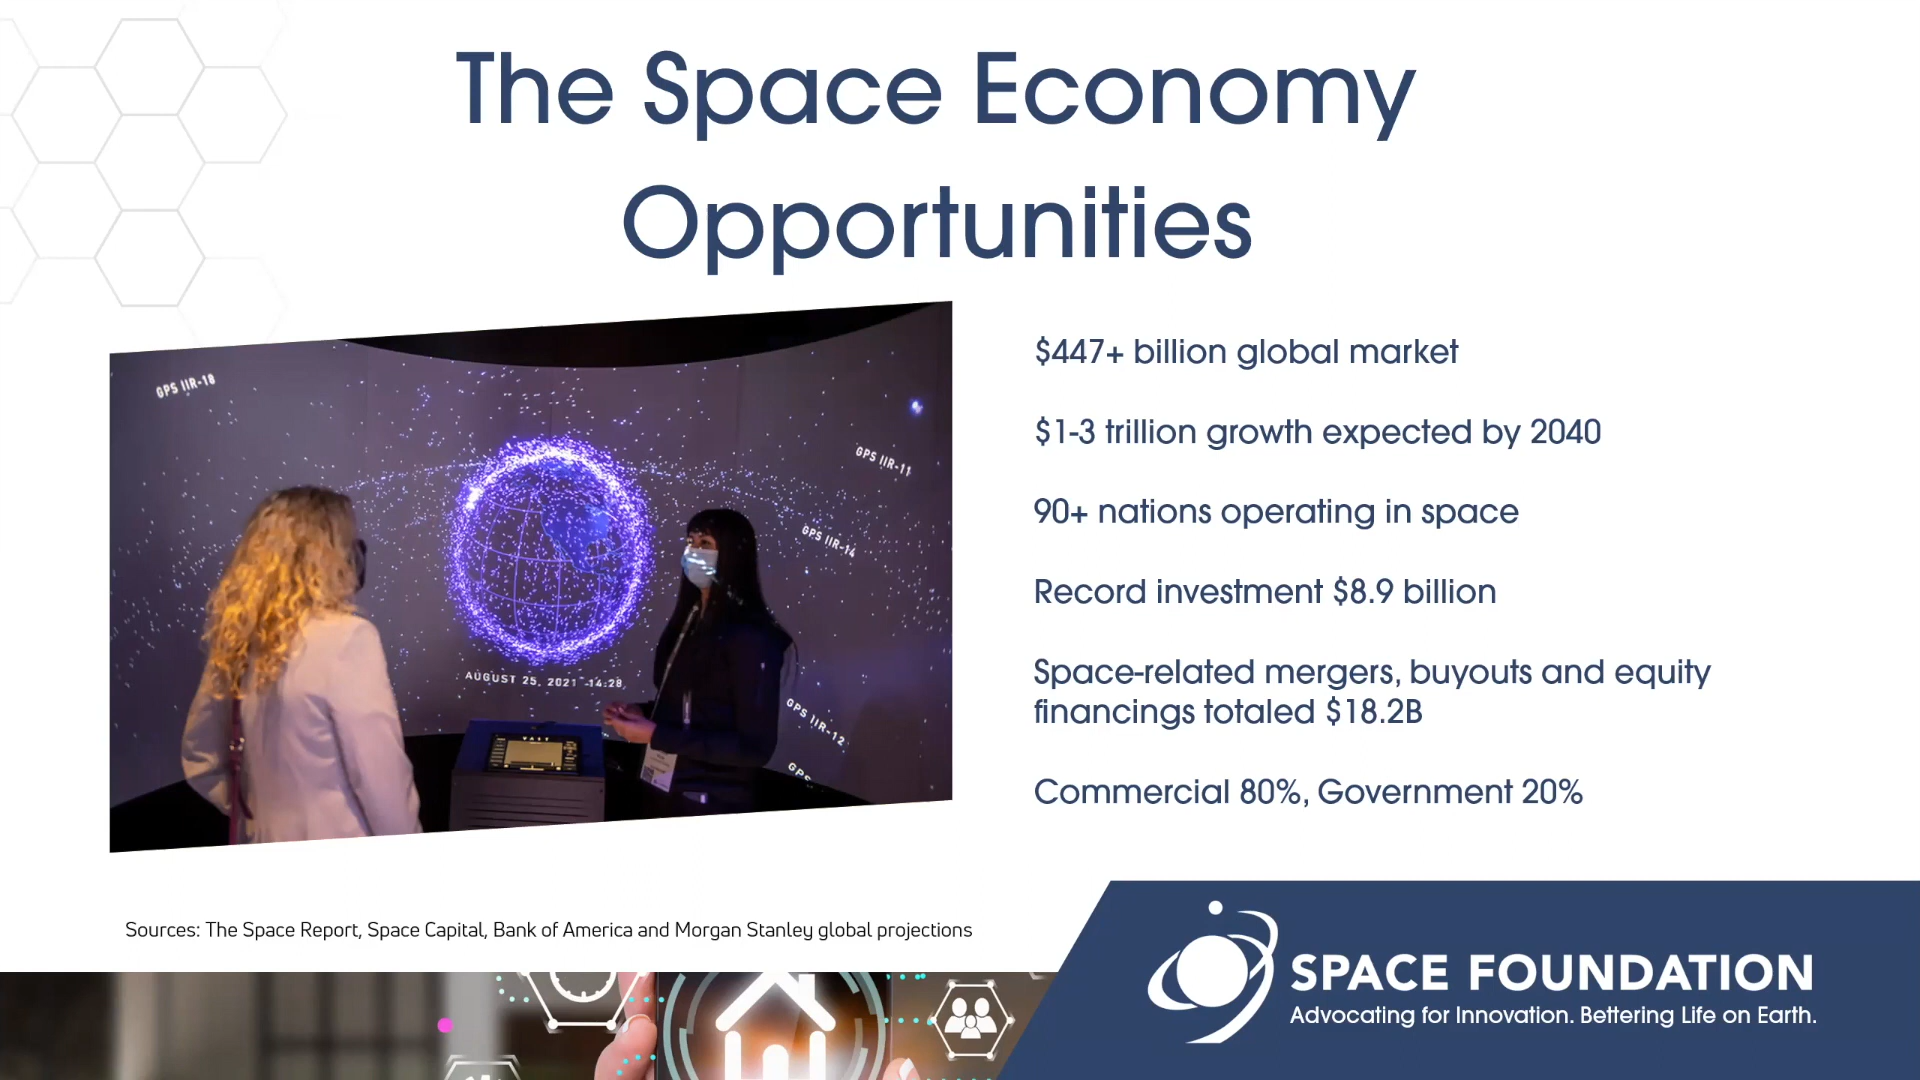 The Space Economy
Opportunities
GPS IIR-18
GPS IIR-11
GPS IIR-14
AUGUST 25, 2021 14:28
GPS IIR-12
GPS
VAST
$447+ billion global market
$1-3 trillion growth expected by 2040
90+ nations operating in space
Record investment $8.9 billion
Space-related mergers, buyouts and equity
financings totaled $18.2B
Commercial 80%, Government 20%
Sources: The Space Report, Space Capital, Bank of America and Morgan Stanley global projections
SPACE FOUNDATION
Advocating for Innovation. Bettering Life on Earth.